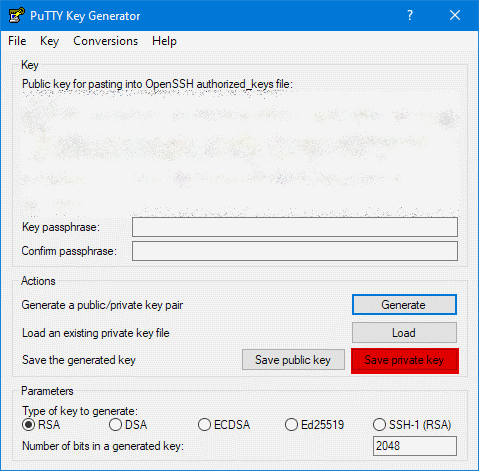 PuTTY Key Generator
File Key Conversions Help
Key
Public key for pasting into OpenSSH authorized_keys file:
Key passphrase:
Confirm passphrase:
Actions
Generate a public/private key pair
Generate
Load an existing private key file
Load
Save the generated key
Save public key
Save private key
Parameters
Type of key to generate:
RSA DSA ECDSA Ed25519 SSH-1 (RSA)
Number of bits in a generated key:
2048